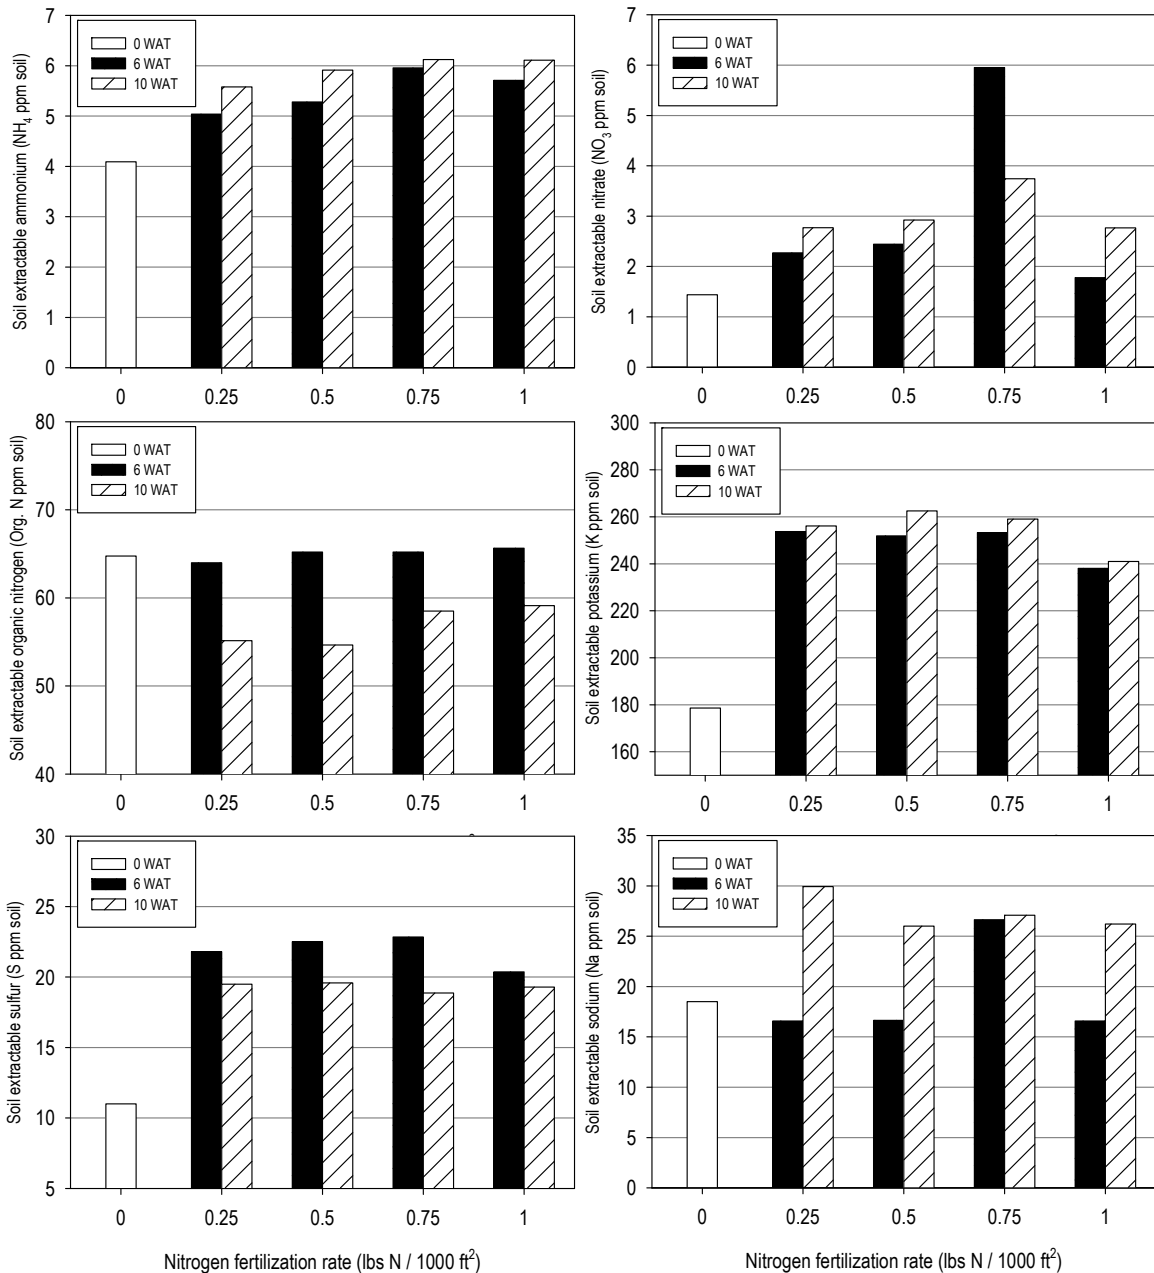 Soil extractable ammonium (NH4 ppm soil)
7
6
5
4
3
2
1
0
0 WAT
6 WAT
10 WAT
0 0.25 0.5 0.75 1
Soil extractable nitrate (NO3 ppm soil)
7
6
5
4
3
2
1
0
0 WAT
6 WAT
10 WAT
0 0.25 0.5 0.75 1
Soil extractable organic nitrogen (Org. N ppm soil)
80
70
60
50
40
0 WAT
6 WAT
10 WAT
0 0.25 0.5 0.75 1
Soil extractable potassium (K ppm soil)
300
280
260
240
220
200
180
160
0 WAT
6 WAT
10 WAT
0 0.25 0.5 0.75 1
Soil extractable sulfur (S ppm soil)
30
25
20
15
10
5
0 WAT
6 WAT
10 WAT
0 0.25 0.5 0.75 1
Nitrogen fertilization rate (lbs N / 1000 ft2)
Soil extractable sodium (Na ppm soil)
35
30
25
20
15
10
5
0
0 WAT
6 WAT
10 WAT
0 0.25 0.5 0.75 1
Nitrogen fertilization rate (lbs N / 1000 ft2)